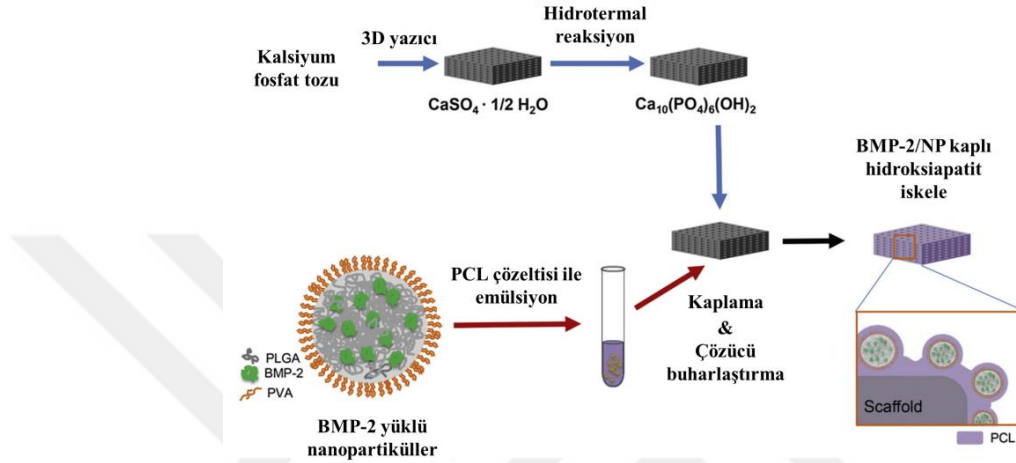 Kalsiyum
fosfat tozu
3D yazıcı
CaSO₄ · 1/2 H₂O
Hidrotermal
reaksiyon
Ca₁₀(PO₄)₆(OH)₂
BMP-2/NP kaplı
hidroksiapatit
iskele
PLGA
BMP-2
PVA
BMP-2 yüklü
nanopartiküller
PCL çözeltisi ile
emülsiyon
Kaplama
&
Çözücü
buharlaştırma
Scaffold
PCL